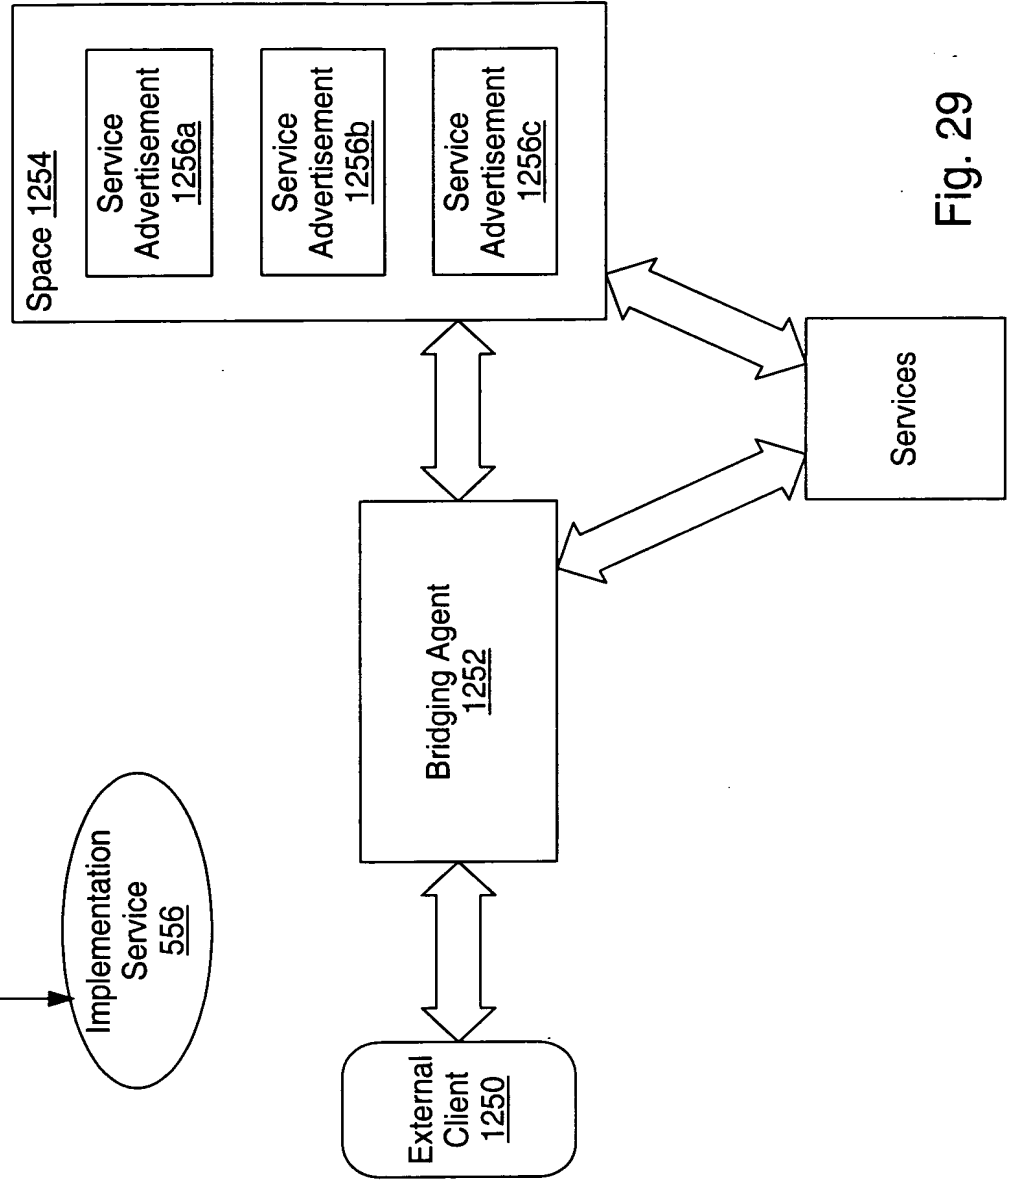 Space 1254
Service
Advertisement
1256a
Service
Advertisement
1256b
Service
Advertisement
1256c
Implementation
Service
556
External
Client
1250
Bridging Agent
1252
Services
Fig. 29